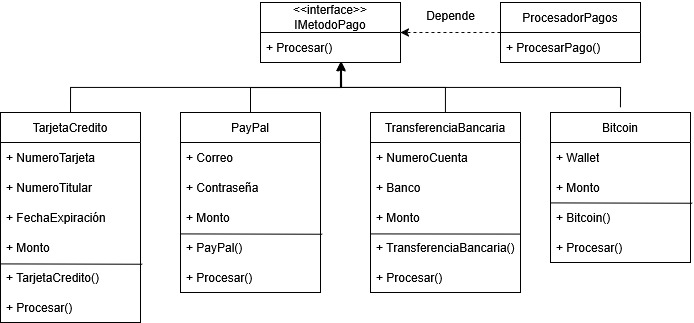 <<interface>>
IMetodoPago
+ Procesar()
Depende
ProcesadorPagos
+ ProcesarPago()
TarjetaCredito
+ NumeroTarjeta
+ NumeroTitular
+ FechaExpiración
+ Monto
+ TarjetaCredito()
+ Procesar()
PayPal
+ Correo
+ Contraseña
+ Monto
+ PayPal()
+ Procesar()
TransferenciaBancaria
+ NumeroCuenta
+ Banco
+ Monto
+ TransferenciaBancaria()
+ Procesar()
Bitcoin
+ Wallet
+ Monto
+ Bitcoin()
+ Procesar()